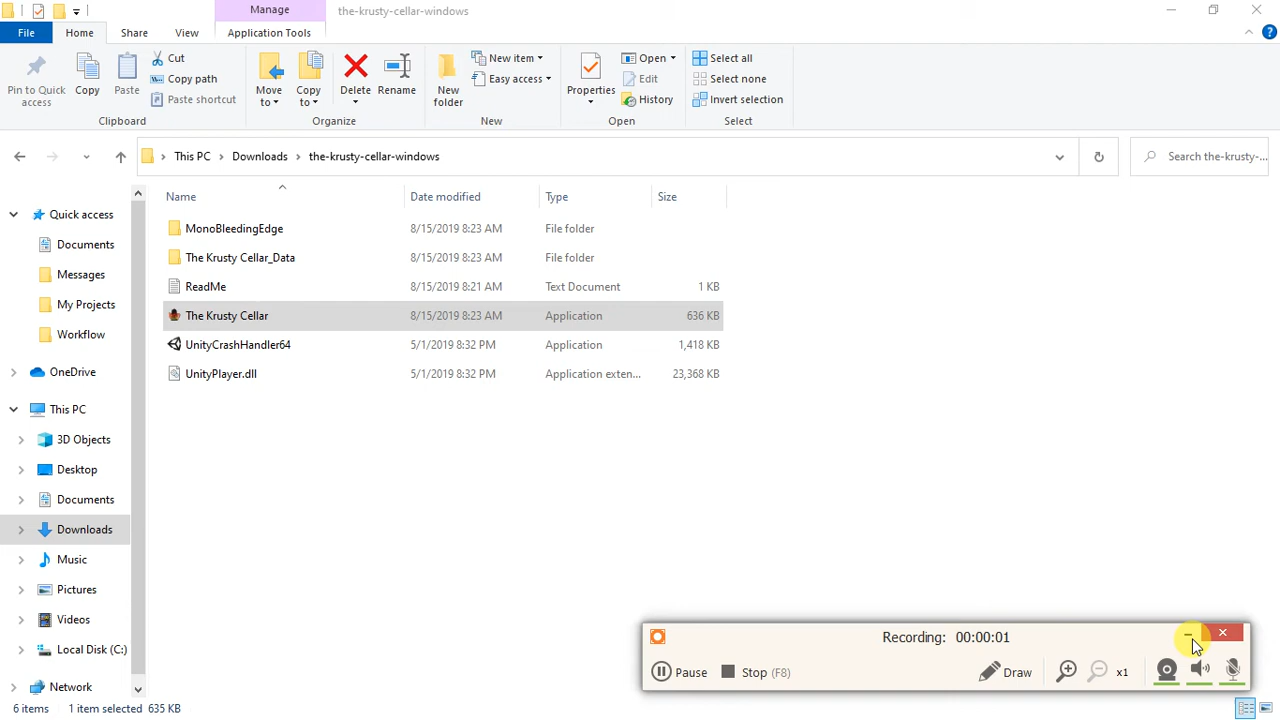 Manage
the-krusty-cellar-windows
File
Home
Share
View
Application Tools
Pin to Quick access
Copy
Paste
Cut
Copy path
Paste shortcut
Clipboard
Move to
Copy to
Delete
Rename
Organize
New folder
New item
Easy access
New
Properties
Open
Edit
History
Open
Select all
Select none
Invert selection
Select
This PC
Downloads
the-krusty-cellar-windows
Search the-krusty-...
Name
Date modified
Type
Size
MonoBleedingEdge 8/15/2019 8:23 AM File folder
The Krusty Cellar_Data 8/15/2019 8:23 AM File folder
ReadMe 8/15/2019 8:21 AM Text Document 1 KB
The Krusty Cellar 8/15/2019 8:23 AM Application 636 KB
UnityCrashHandler64 5/1/2019 8:32 PM Application 1,418 KB
UnityPlayer.dll 5/1/2019 8:32 PM Application exten... 23,368 KB
Quick access
Documents
Messages
My Projects
Workflow
OneDrive
This PC
3D Objects
Desktop
Documents
Downloads
Music
Pictures
Videos
Local Disk (C:)
Network
Recording: 00:00:01
Pause
Stop (F8)
Draw
x1
6 items 1 item selected 635 KB